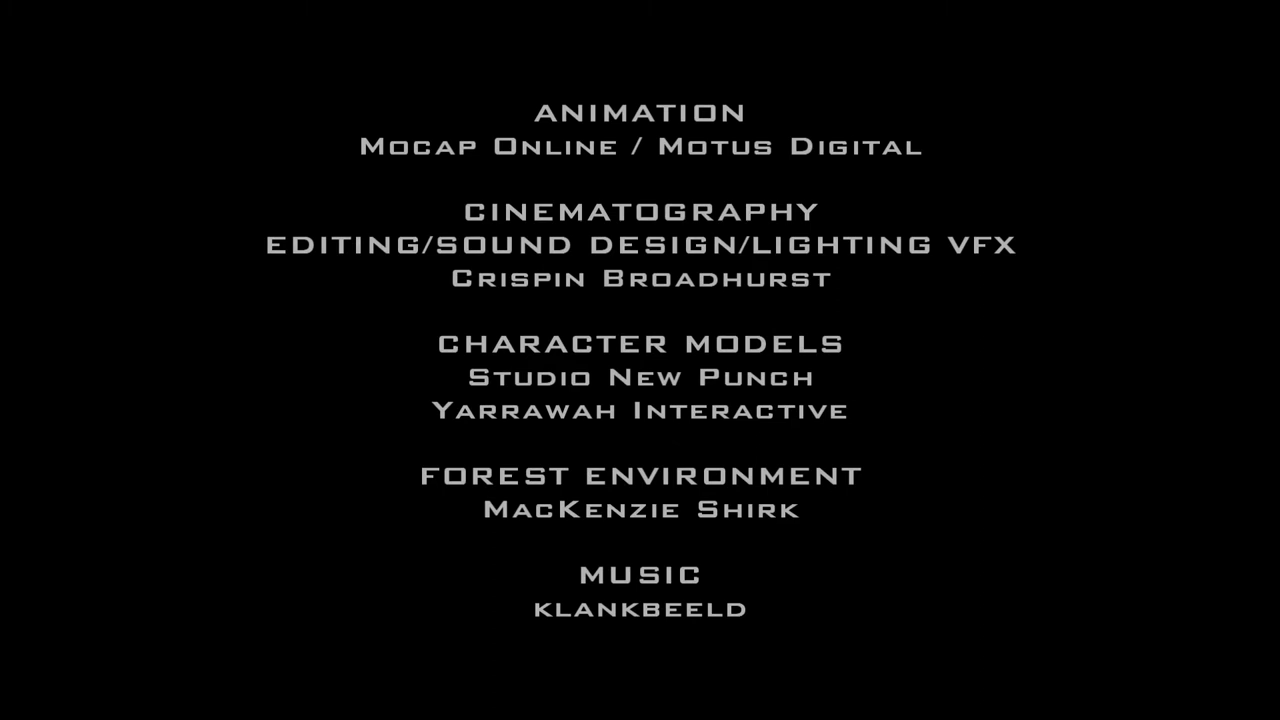 ANIMATION
Mocap Online / Motus Digital
CINEMATOGRAPHY
EDITING/SOUND DESIGN/LIGHTING VFX
Crispin Broadhurst
CHARACTER MODELS
Studio New Punch
Yarrawah Interactive
FOREST ENVIRONMENT
MacKenzie Shirk
MUSIC
klankbeeld